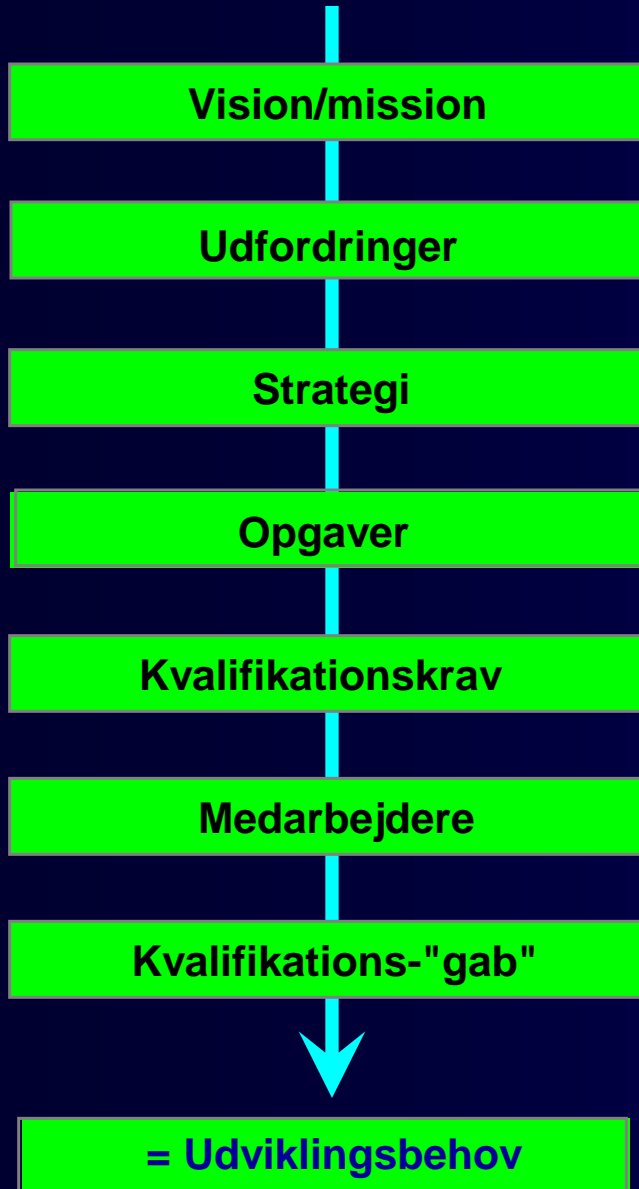 Vision/mission
Udfordringer
Strategi
Opgaver
Kvalifikationskrav
Medarbejdere
Kvalifikations-"gab"
= Udviklingsbehov